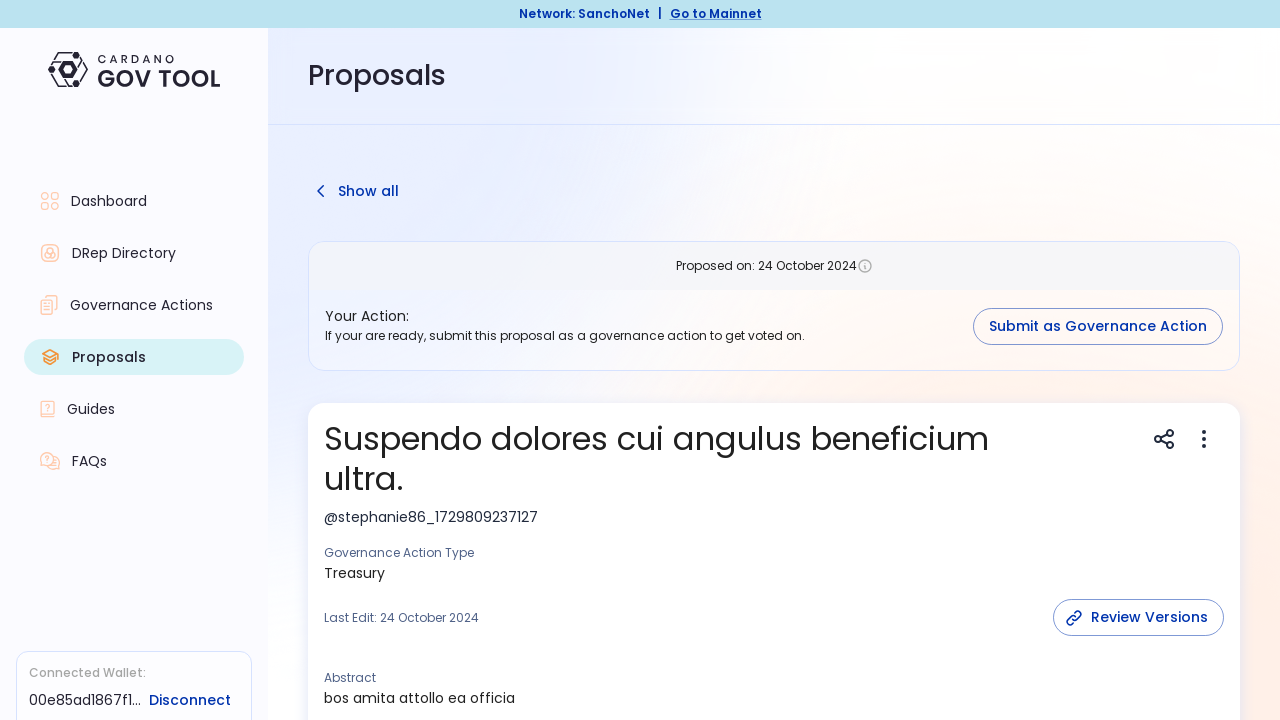 Network: SanchoNet | Go to Mainnet
CARDANO
GOV TOOL
Proposals
Dashboard
DRep Directory
Governance Actions
Proposals
Guides
FAQs
Connected Wallet:
00e85ad1867f1... Disconnect
Show all
Proposed on: 24 October 2024
Your Action:
If you are ready, submit this proposal as a governance action to get voted on.
Submit as Governance Action
Suspendo dolores cui angulus beneficium
ultra.
@stephanie86_1729809237127
Governance Action Type
Treasury
Last Edit: 24 October 2024
Review Versions
Abstract
bos amita attollo ea officia